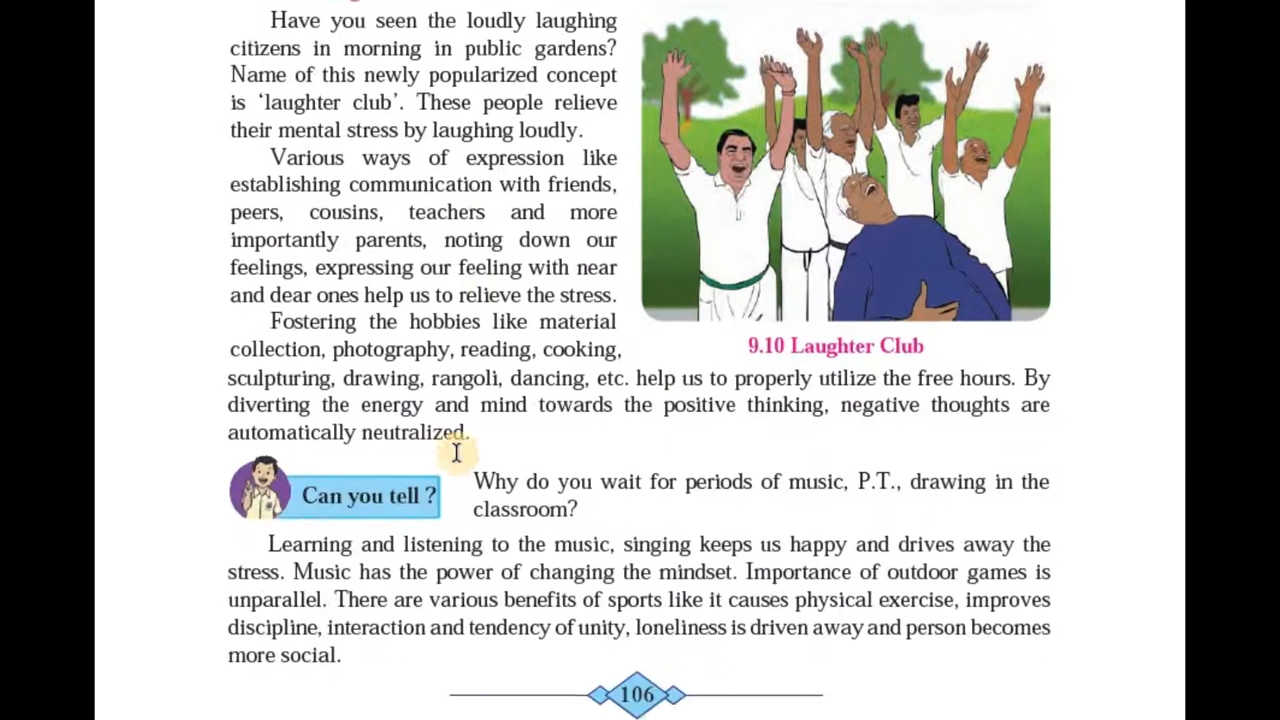 Have you seen the loudly laughing
citizens in morning in public gardens?
Name of this newly popularized concept
is ‘laughter club’. These people relieve
their mental stress by laughing loudly.
Various ways of expression like
establishing communication with friends,
peers, cousins, teachers and more
importantly parents, noting down our
feelings, expressing our feeling with near
and dear ones help us to relieve the stress.
Fostering the hobbies like material
collection, photography, reading, cooking,
9.10 Laughter Club
sculpturing, drawing, rangoli, dancing, etc. help us to properly utilize the free hours. By
diverting the energy and mind towards the positive thinking, negative thoughts are
automatically neutralized.
Can you tell ?
Why do you wait for periods of music, P.T., drawing in the
classroom?
Learning and listening to the music, singing keeps us happy and drives away the
stress. Music has the power of changing the mindset. Importance of outdoor games is
unparallel. There are various benefits of sports like it causes physical exercise, improves
discipline, interaction and tendency of unity, loneliness is driven away and person becomes
more social.
106